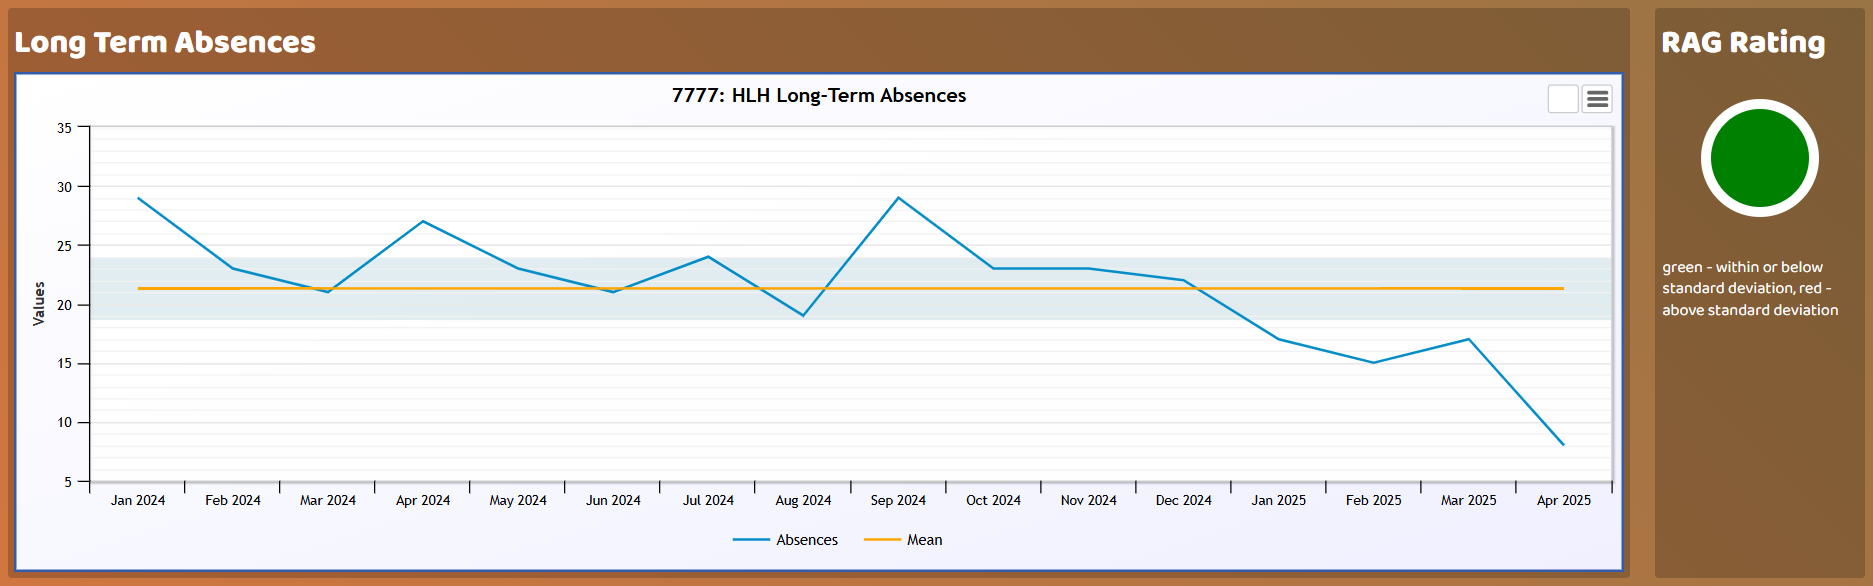 Long Term Absences
RAG Rating
7777: HLH Long-Term Absences
35
30
25
20
15
10
5
Values
Jan 2024
Feb 2024
Mar 2024
Apr 2024
May 2024
Jun 2024
Jul 2024
Aug 2024
Sep 2024
Oct 2024
Nov 2024
Dec 2024
Jan 2025
Feb 2025
Mar 2025
Apr 2025
Absences
Mean
green - within or below
standard deviation, red -
above standard deviation